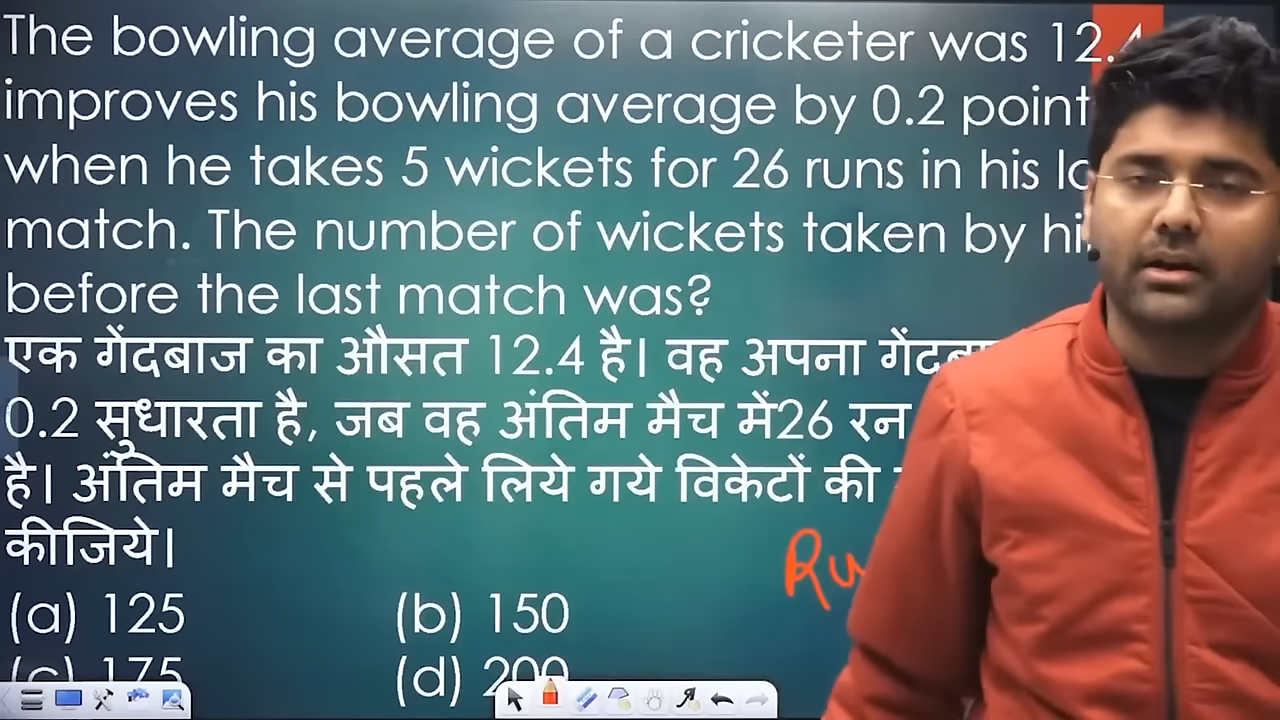 The bowling average of a cricketer was 12.4
improves his bowling average by 0.2 point
when he takes 5 wickets for 26 runs in his
match. The number of wickets taken by
before the last match was?
एक गेंदबाज का औसत 12.4 है। वह अपना
0.2 सुधारता है, जब वह अंतिम मैच में26 रन
है। अंतिम मैच से पहले लिये गये विकेटों की
कीजिये।
(a) 125 (b) 150
(c) 175 (d) 200